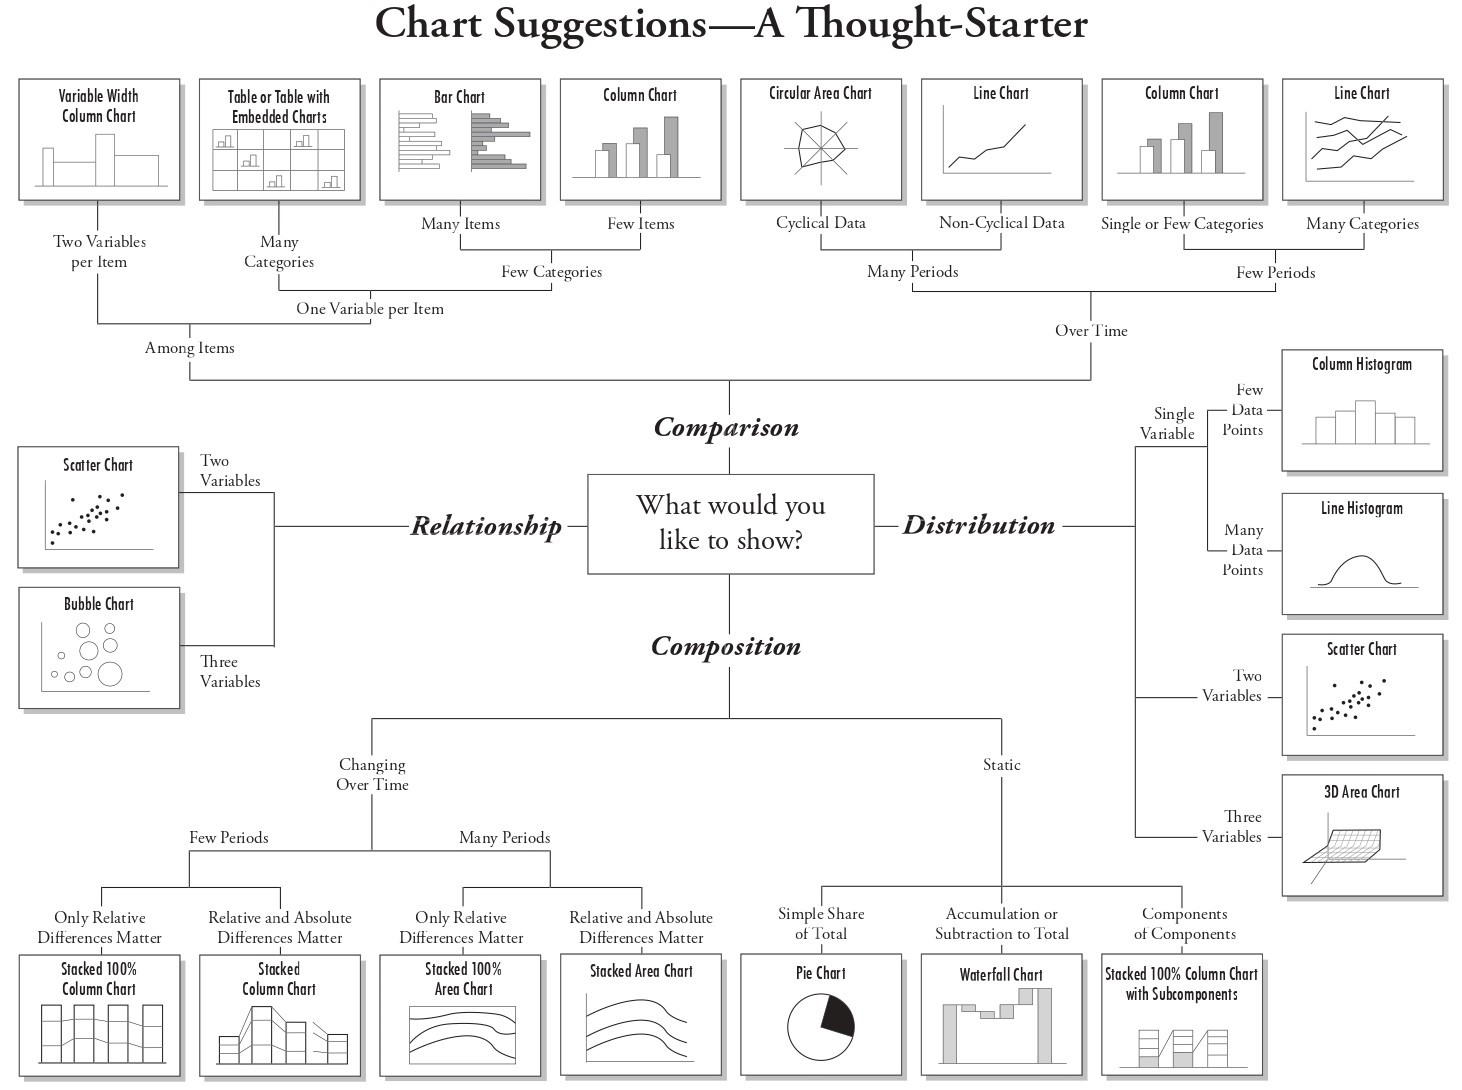 Chart Suggestions—A Thought-Starter
Variable Width
Column Chart
Table or Table with
Embedded Charts
Bar Chart
Column Chart
Circular Area Chart
Line Chart
Column Chart
Line Chart
Two Variables
per Item
Many
Categories
Many Items
Few Items
Cyclical Data
Non-Cyclical Data
Single or Few Categories
Many Categories
Few Categories
Many Periods
Few Periods
One Variable per Item
Over Time
Among Items
Comparison
Relationship
What would you
like to show?
Distribution
Composition
Scatter Chart
Two
Variables
Bubble Chart
Three
Variables
Single
Variable
Few
Data
Points
Column Histogram
Many
Data
Points
Line Histogram
Two
Variables
Scatter Chart
Three
Variables
3D Area Chart
Changing
Over Time
Static
Few Periods
Many Periods
Only Relative
Differences Matter
Relative and Absolute
Differences Matter
Only Relative
Differences Matter
Relative and Absolute
Differences Matter
Simple Share
of Total
Accumulation or
Subtraction to Total
Components
of Components
Stacked 100%
Column Chart
Stacked
Column Chart
Stacked 100%
Area Chart
Stacked Area Chart
Pie Chart
Waterfall Chart
Stacked 100% Column Chart
with Subcomponents